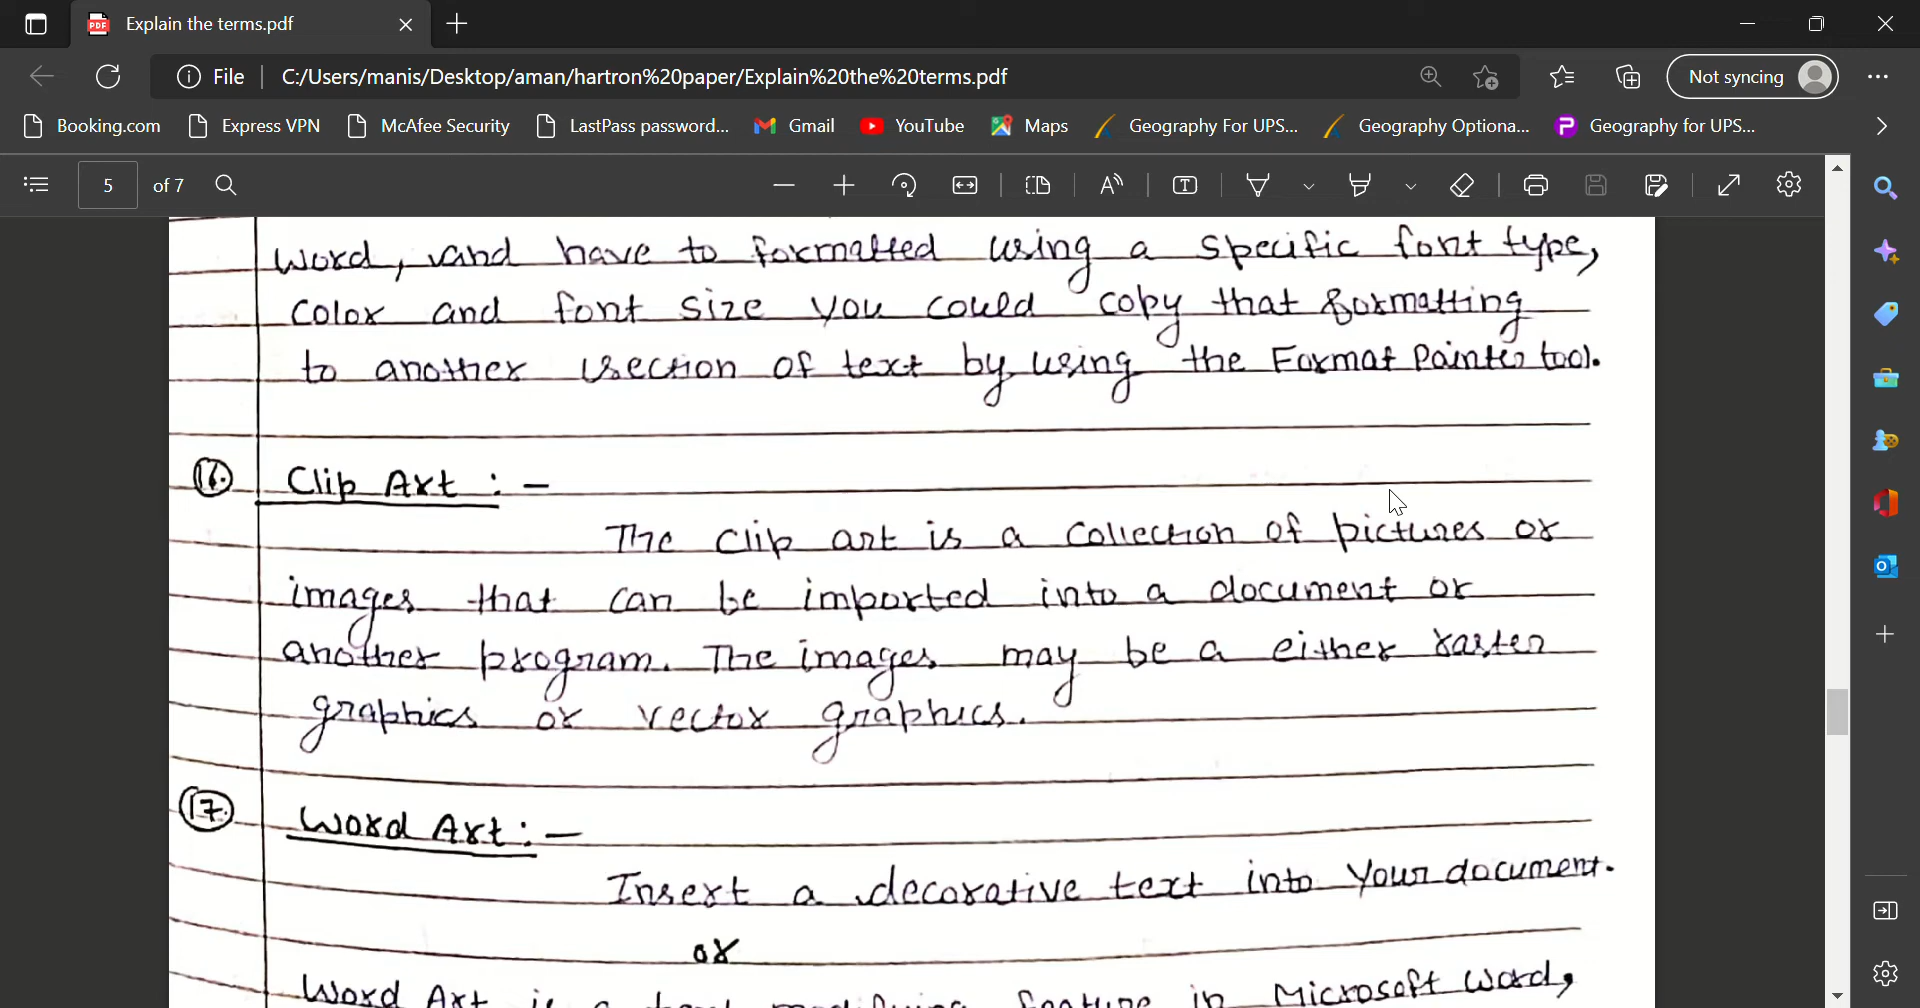 Explain the terms.pdf
File C:/Users/manis/Desktop/aman/hartron%20paper/Explain%20the%20terms.pdf Not syncing
Booking.com Express VPN McAfee Security LastPass password... Gmail YouTube Maps Geography For UPS... Geography Optiona... Geography for UPS...
5 of 7
Word, and have to formatted using a specific font type,
color and font size you could copy that formatting
to another section of text by using the Format Painter tool.
16. Clip Art : -
The clip art is a collection of pictures or
images that can be imported into a document or
another program. The images may be a either raster
graphics or vector graphics.
17. Word Art : -
Insert a decorative text into your document.
or
Word Art is a text modifying feature in Microsoft Word,